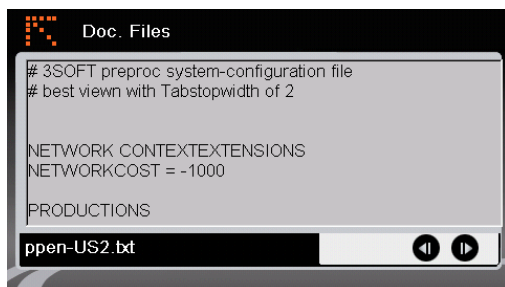 Doc. Files
# 3SOFT preproc system-configuration file
# best viewn with Tabstopwidth of 2
NETWORK CONTEXTEXTENSIONS
NETWORKCOST = -1000
PRODUCTIONS
ppen-US2.txt